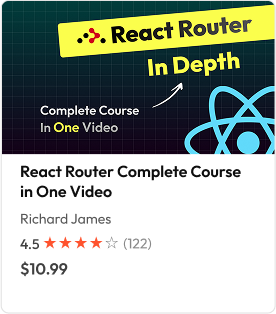 React Router
In Depth
Complete Course
In One Video
React Router Complete Course
in One Video
Richard James
4.5 ★★★★☆ (122)
$10.99